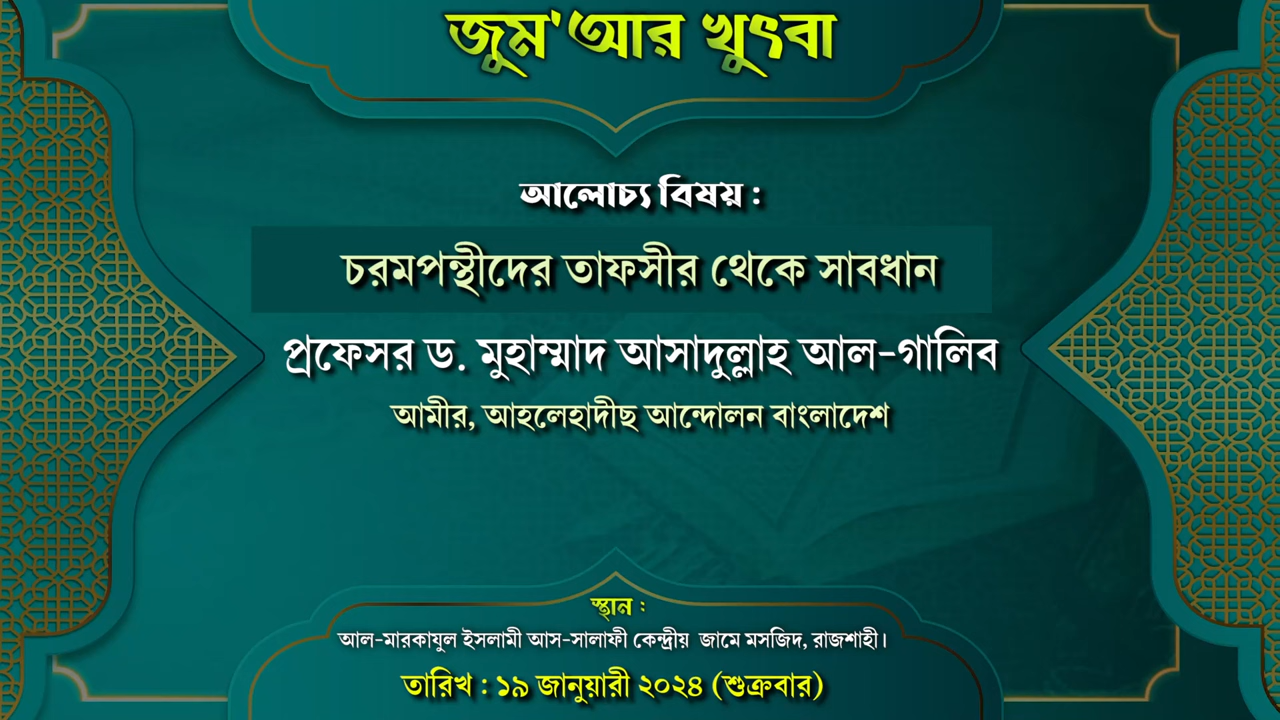 জুম'আর খুৎবা
আলোচ্য বিষয় :
চরমপন্থীদের তাফসীর থেকে সাবধান
প্রফেসর ড. মুহাম্মাদ আসাদুল্লাহ আল-গালিব
আমীর, আহলেহাদীছ আন্দোলন বাংলাদেশ
স্থান :
আল-মারকাযুল ইসলামী আস-সালাফী কেন্দ্রীয় জামে মসজিদ, রাজশাহী।
তারিখ : ১৯ জানুয়ারী ২০২৪ (শুক্রবার)